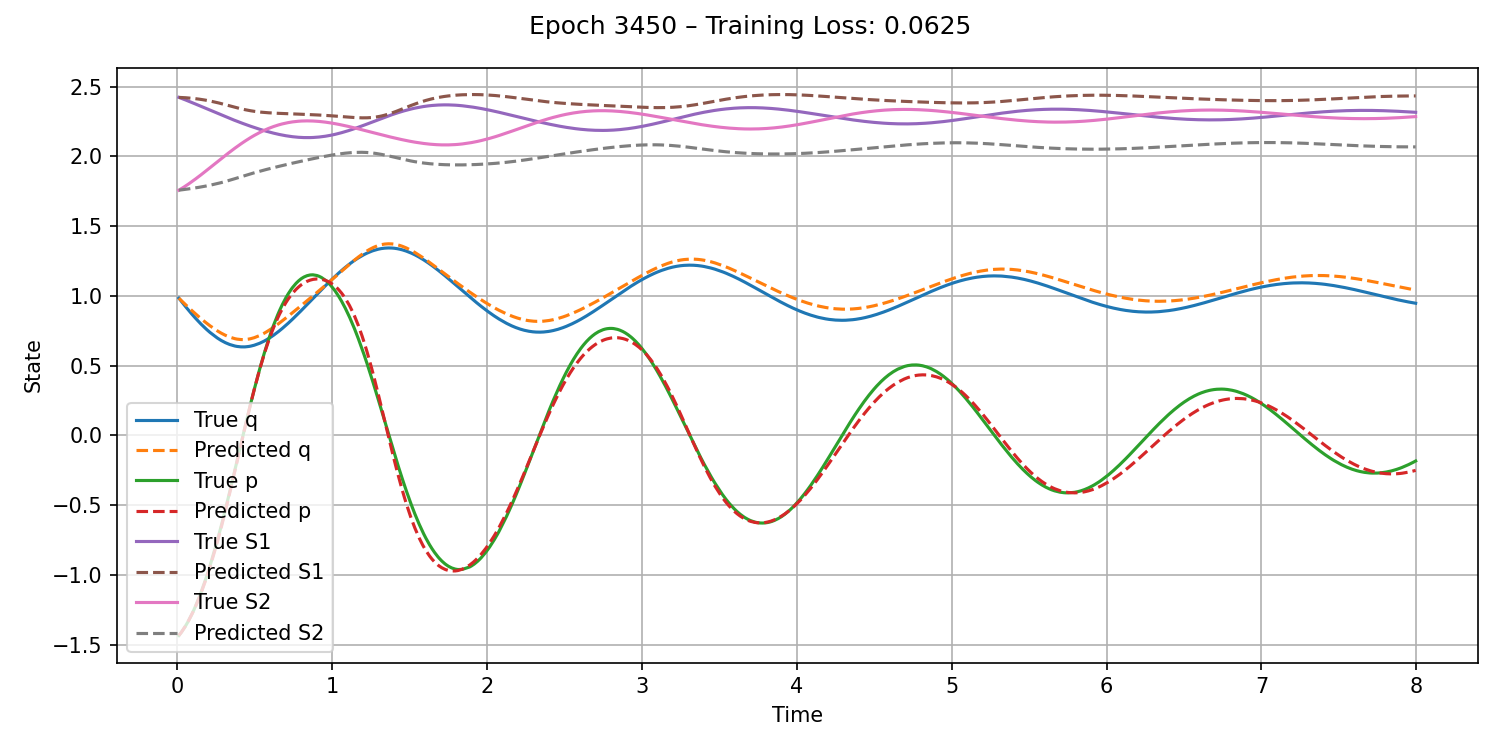 Epoch 3450 – Training Loss: 0.0625
2.5
2.0
1.5
1.0
0.5
0.0
−0.5
−1.0
−1.5
State
True q
Predicted q
True p
Predicted p
True S1
Predicted S1
True S2
Predicted S2
0 1 2 3 4 5 6 7 8
Time